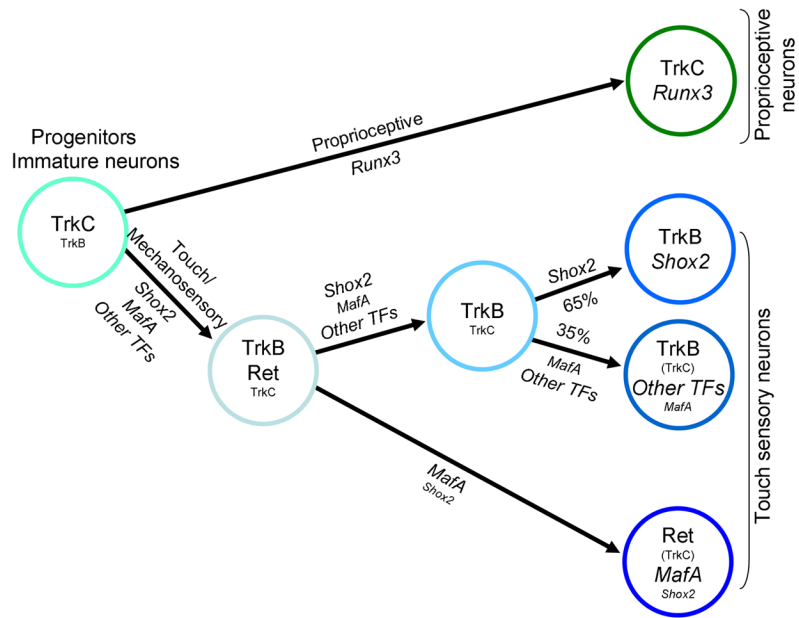 Progenitors
Immature neurons
TrkC
TrkB
Proprioceptive
Runx3
TrkC
Runx3
Proprioceptive
neurons
Touch/
Mechanosensory
Shox2
MafA
Other TFs
TrkB
Ret
TrkC
Shox2
MafA
Other TFs
TrkB
TrkC
Shox2
65%
TrkB
Shox2
35%
MafA
Other TFs
TrkB
(TrkC)
Other TFs
MafA
MafA
Shox2
Ret
(TrkC)
MafA
Shox2
Touch sensory neurons